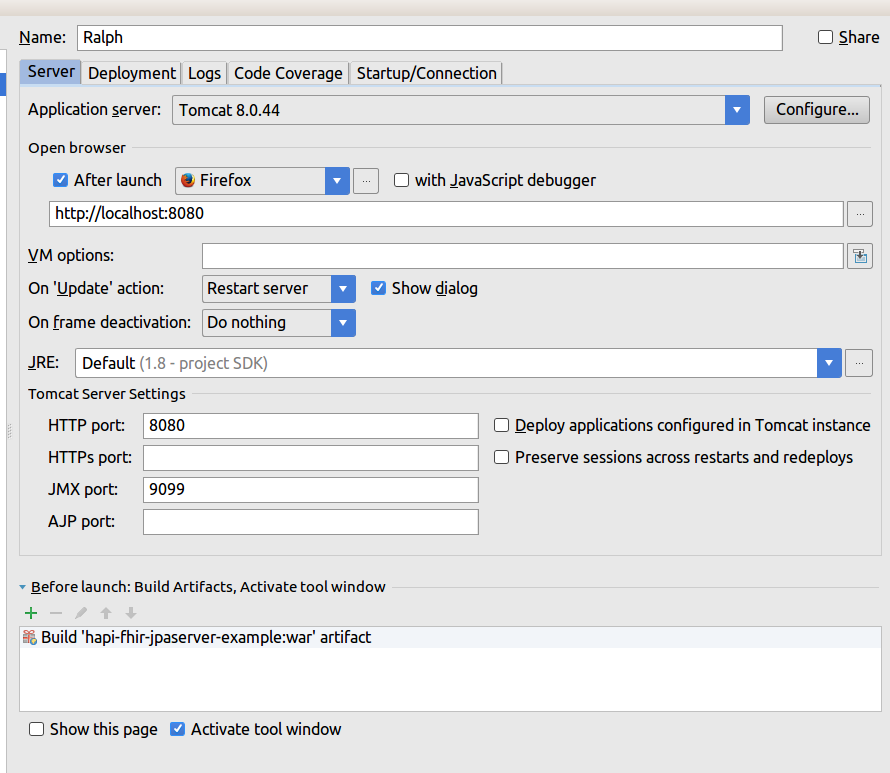 Name: Ralph Share
Server Deployment Logs Code Coverage Startup/Connection
Application server: Tomcat 8.0.44 Configure...
Open browser
After launch Firefox ... with JavaScript debugger
http://localhost:8080 ...
VM options:
On 'Update' action: Restart server Show dialog
On frame deactivation: Do nothing
JRE: Default (1.8 - project SDK) ...
Tomcat Server Settings
HTTP port: 8080 Deploy applications configured in Tomcat instance
HTTPs port: Preserve sessions across restarts and redeploys
JMX port: 9099
AJP port:
Before launch: Build Artifacts, Activate tool window
Build 'hapi-fhir-jpaserver-example:war' artifact
Show this page Activate tool window